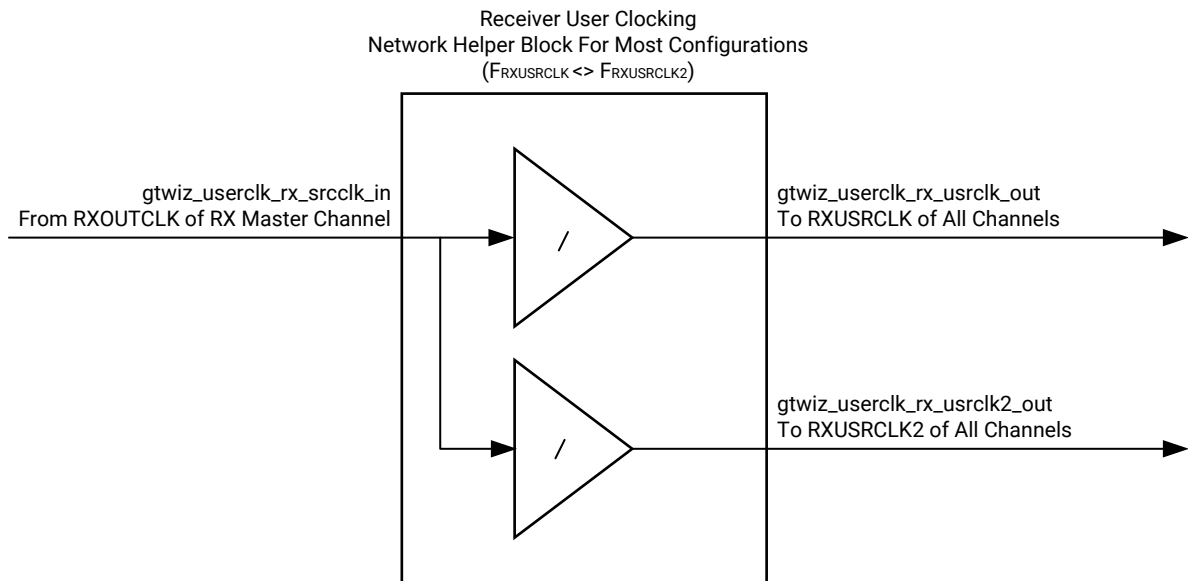 Receiver User Clocking
Network Helper Block For Most Configurations
(FRXUSRCLK <> FRXUSRCLK2)
gtwiz_userclk_rx_srcclk_in
From RXOUTCLK of RX Master Channel
gtwiz_userclk_rx_usrclk_out
To RXUSRCLK of All Channels
/
gtwiz_userclk_rx_usrclk2_out
To RXUSRCLK2 of All Channels
/